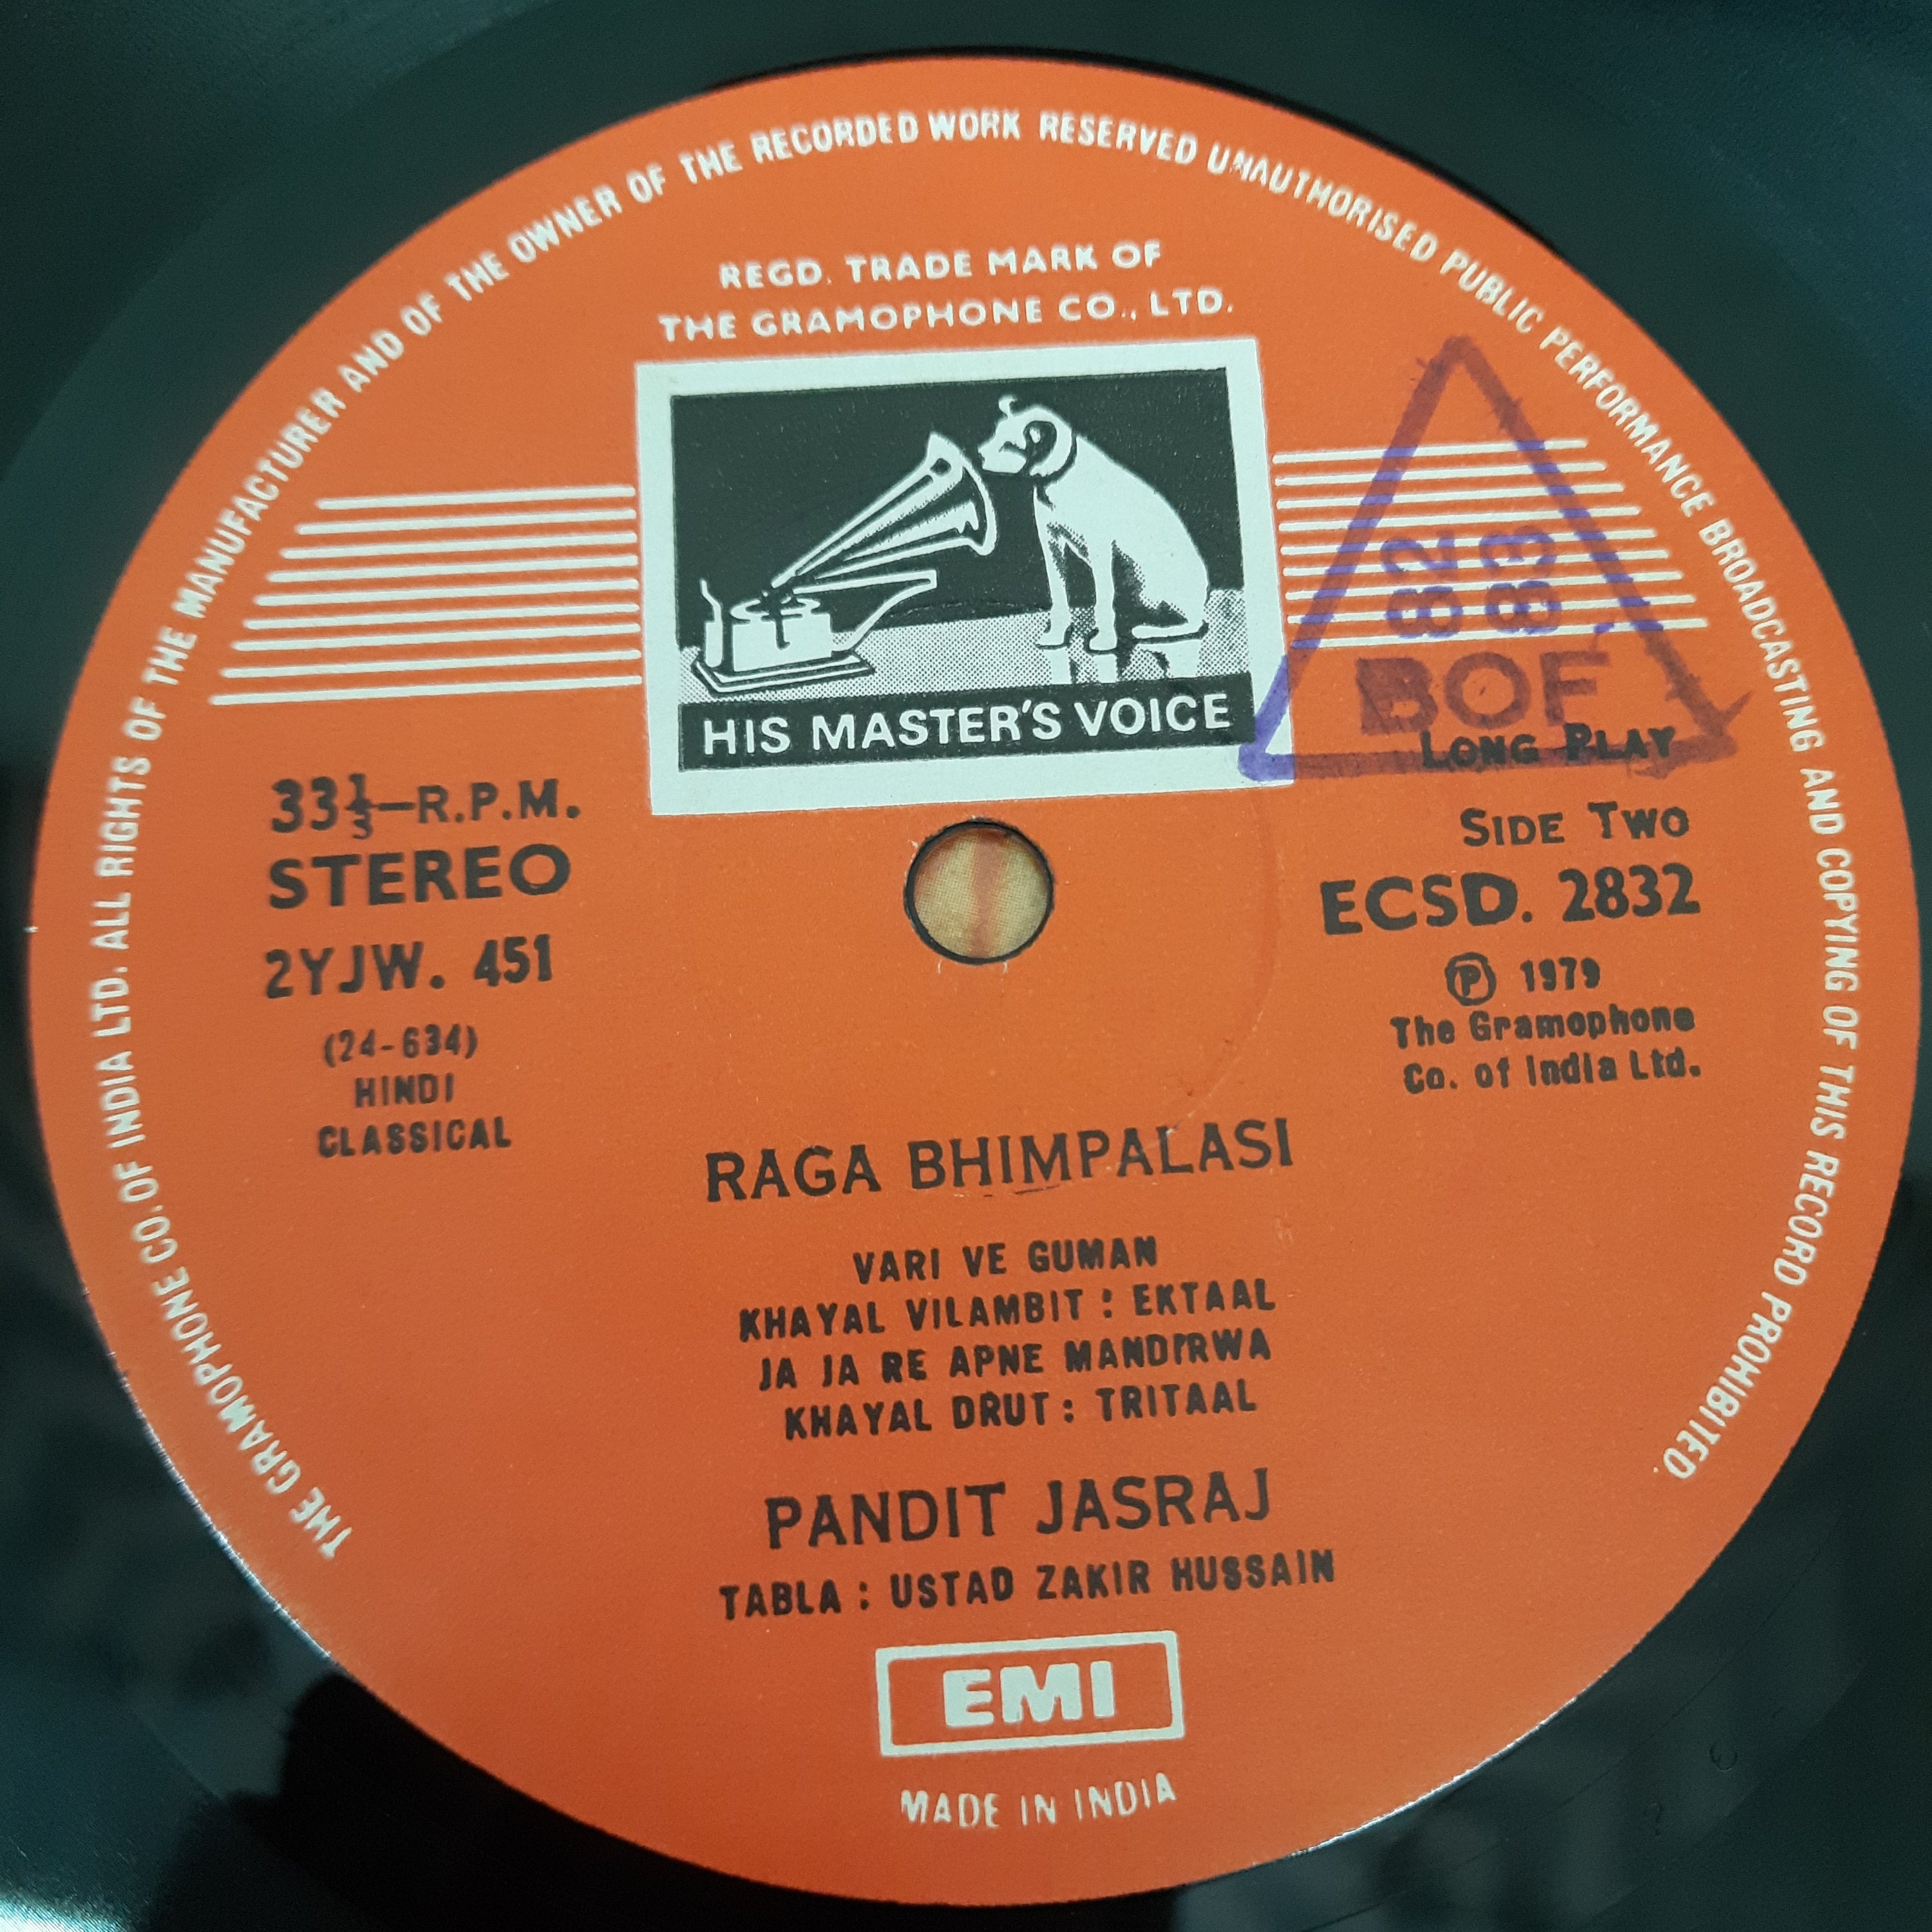 THE GRAMOPHONE CO. OF INDIA LTD. ALL RIGHTS OF THE MANUFACTURER AND OF THE OWNER OF THE RECORDED WORK RESERVED UNAUTHORISED PUBLIC PERFORMANCE BROADCASTING AND COPYING OF THIS RECORD PROHIBITED.
REGD. TRADE MARK OF
THE GRAMOPHONE CO., LTD.
HIS MASTER'S VOICE
82
83
BOF
33⅓—R.P.M.
STEREO
2YJW. 451
(24-634)
HINDI
CLASSICAL
LONG PLAY
SIDE TWO
ECSD. 2832
Ⓟ 1979
The Gramophone
Co. of India Ltd.
RAGA BHIMPALASI
VARI VE GUMAN
KHAYAL VILAMBIT : EKTAAL
JA JA RE APNE MANDIRWA
KHAYAL DRUT : TRITAAL
PANDIT JASRAJ
TABLA : USTAD ZAKIR HUSSAIN
EMI
MADE IN INDIA